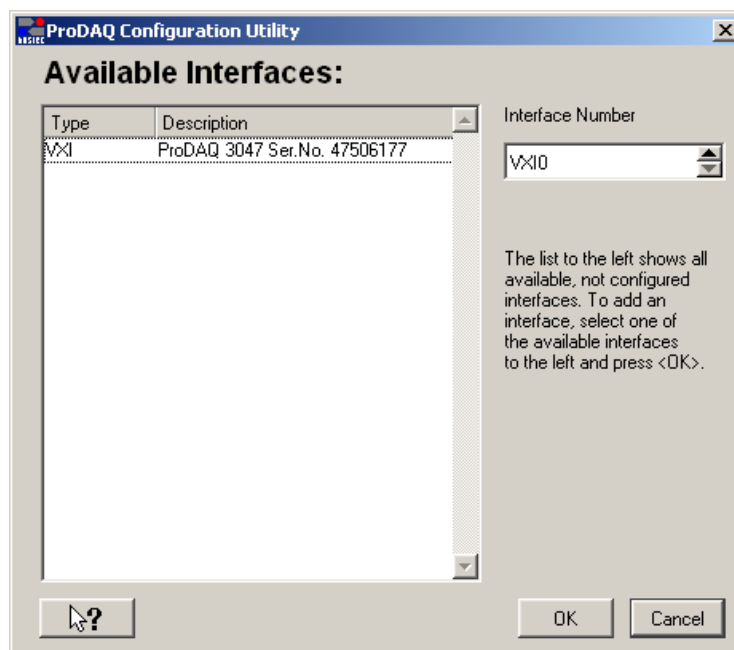 BUSTEC
ProDAQ Configuration Utility
Available Interfaces:
Type Description
VXI ProDAQ 3047 Ser.No. 47506177
Interface Number
VXI0
The list to the left shows all
available, not configured
interfaces. To add an
interface, select one of
the available interfaces
to the left and press <OK>.
?
OK Cancel